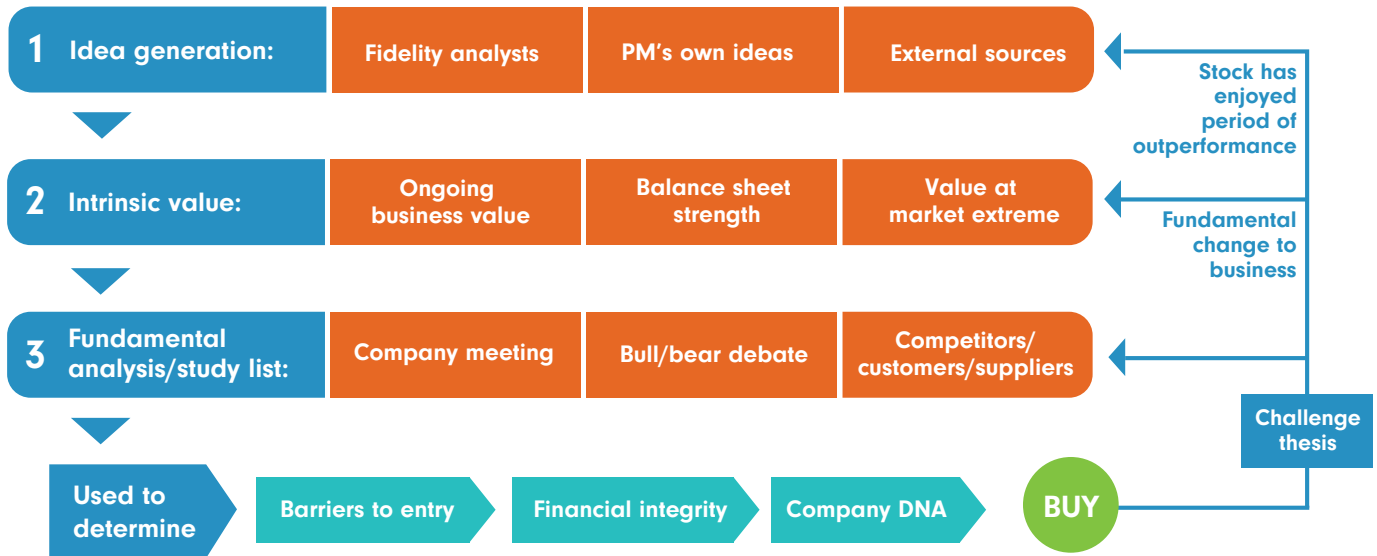 1 Idea generation:
Fidelity analysts
PM's own ideas
External sources
Stock has
enjoyed
period of
outperformance
2 Intrinsic value:
Ongoing
business value
Balance sheet
strength
Value at
market extreme
Fundamental
change to
business
3 Fundamental
analysis/study list:
Company meeting
Bull/bear debate
Competitors/
customers/suppliers
Challenge
thesis
Used to
determine
Barriers to entry
Financial integrity
Company DNA
BUY